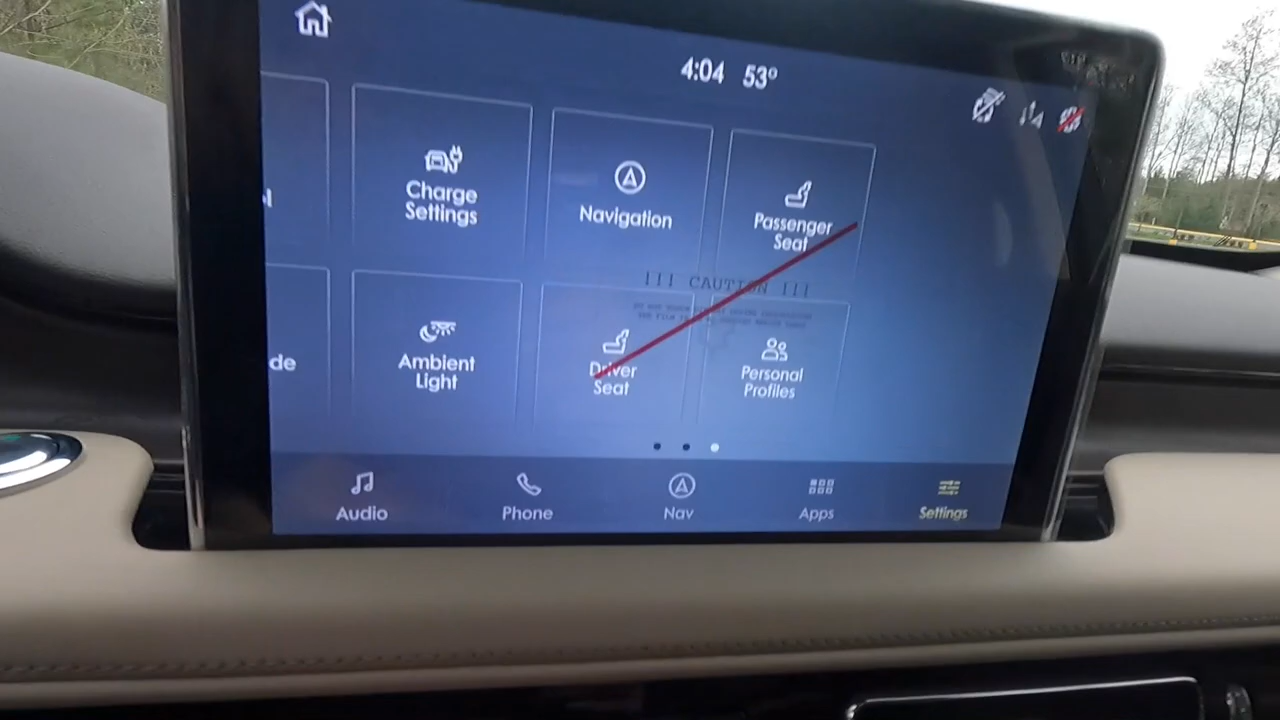 4:04 53°
Charge
Settings
Navigation
Passenger
Seat
!!! CAUTION !!!
de
Ambient
Light
Driver
Seat
Personal
Profiles
Audio
Phone
Nav
Apps
Settings